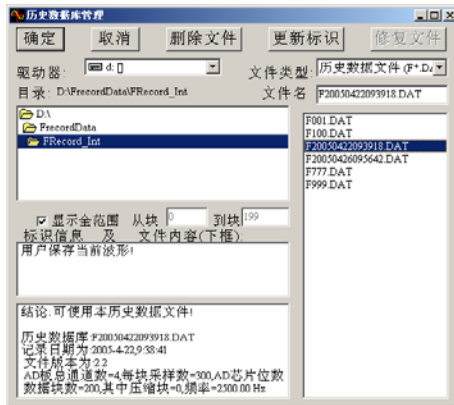 历史数据库管理
确定 取消 删除文件 更新标识 修复文件
驱动器: d: [] 文件类型: 历史数据文件 (F*.Da
目录: D:\FrecordData\FRecord_Int 文件名 F20050422093918.DAT
D:\
FrecordData
FRecord_Int
F001.DAT
F100.DAT
F20050422093918.DAT
F20050426095642.DAT
F777.DAT
F999.DAT
显示全范围 从块 0 到块 199
标识信息 及 文件内容(下框):
用户保存当前波形!
结论:可使用本历史数据文件!
历史数据库:F20050422093918.DAT
记录日期为:2005-4-22,9:38:41
文件版本为:2.2
AD板总通道数=4,每块采样数=300,AD芯片位数
数据块数=200,其中压缩块=0,频率=2500.00 Hz